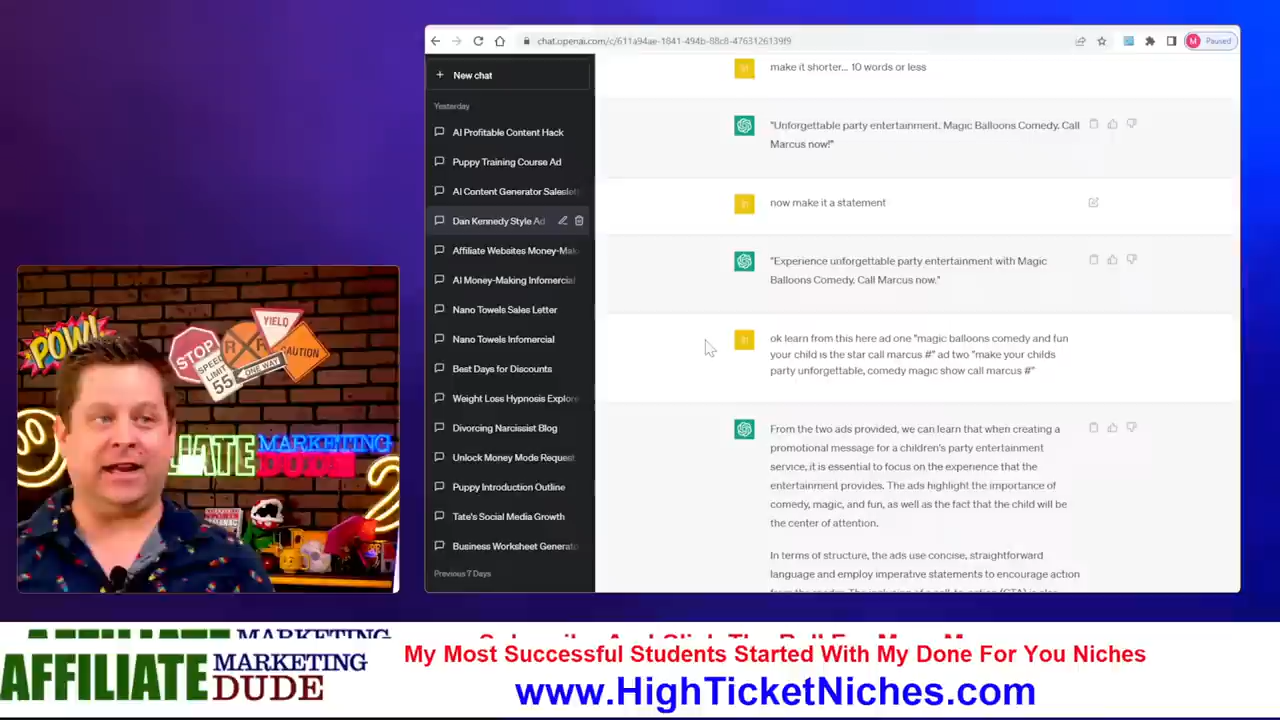 chat.openai.com/c/611a94ae-1841-494b-88c8-4763126139f9
M Paused
New chat
Yesterday
AI Profitable Content Hack
Puppy Training Course Ad
AI Content Generator Saleslett
Dan Kennedy Style Ad
Affiliate Websites Money-Mak
AI Money-Making Infomercial
Nano Towels Sales Letter
Nano Towels Infomercial
Best Days for Discounts
Weight Loss Hypnosis Explore
Divorcing Narcissist Blog
Unlock Money Mode Request
Puppy Introduction Outline
Tate's Social Media Growth
Business Worksheet Generato
Previous 7 Days
make it shorter... 10 words or less
"Unforgettable party entertainment. Magic Balloons Comedy. Call
Marcus now!"
now make it a statement
"Experience unforgettable party entertainment with Magic
Balloons Comedy. Call Marcus now."
ok learn from this here ad one "magic balloons comedy and fun
your child is the star call marcus #" ad two "make your childs
party unforgettable, comedy magic show call marcus #"
From the two ads provided, we can learn that when creating a
promotional message for a children's party entertainment
service, it is essential to focus on the experience that the
entertainment provides. The ads highlight the importance of
comedy, magic, and fun, as well as the fact that the child will be
the center of attention.
In terms of structure, the ads use concise, straightforward
language and employ imperative statements to encourage action
POW!
STOP
SPEED
LIMIT
55
R R
ONE WAY
YIELD
CAUTION
LIATE MARKETING
DUDE
AFFILIATE MARKETING
DUDE
My Most Successful Students Started With My Done For You Niches
www.HighTicketNiches.com